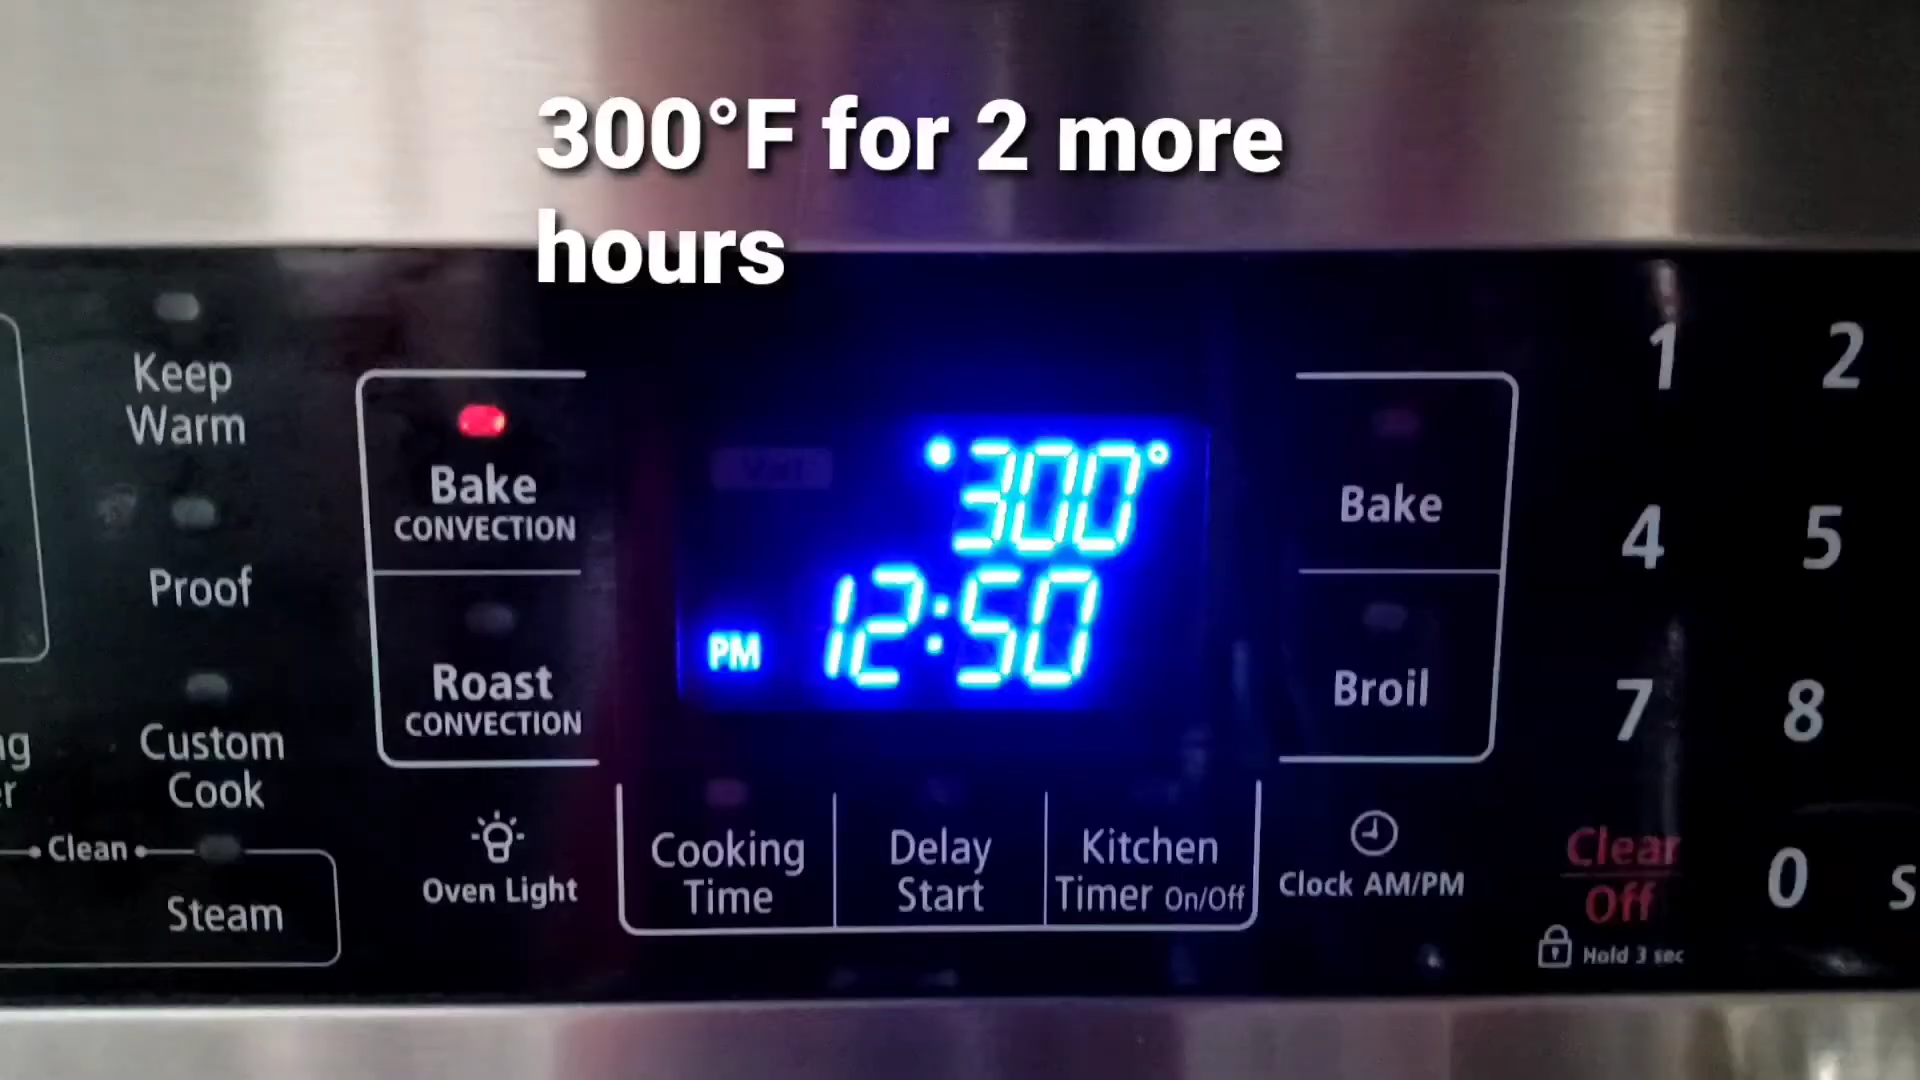 300°F for 2 more
hours
Keep
Warm
Proof
Custom
Cook
Clean
Steam
Bake
CONVECTION
Roast
CONVECTION
Oven Light
300°
PM 12:50
Cooking
Time
Delay
Start
Kitchen
Timer On/Off
Bake
Broil
Clock AM/PM
1 2
4 5
7 8
0
Clear
Off
Hold 3 sec